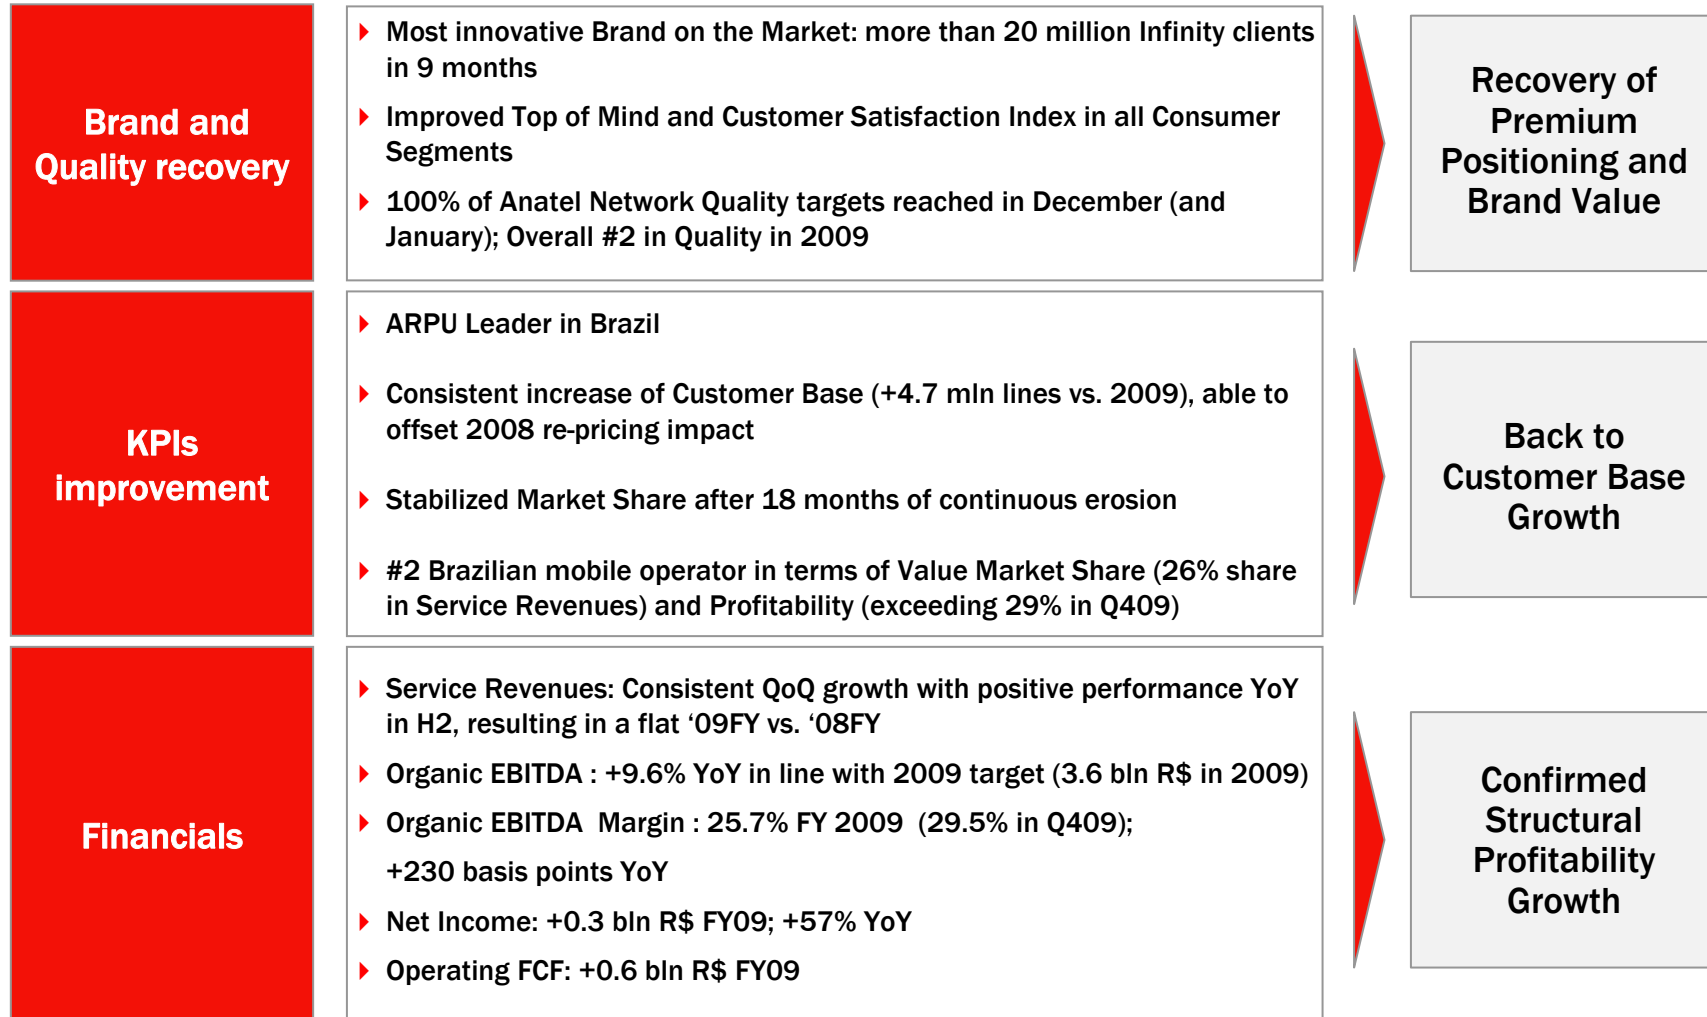 Brand and
Quality recovery
Most innovative Brand on the Market: more than 20 million Infinity clients
in 9 months
Improved Top of Mind and Customer Satisfaction Index in all Consumer
Segments
100% of Anatel Network Quality targets reached in December (and
January); Overall #2 in Quality in 2009
Recovery of
Premium
Positioning and
Brand Value
KPIs
improvement
ARPU Leader in Brazil
Consistent increase of Customer Base (+4.7 mln lines vs. 2009), able to
offset 2008 re-pricing impact
Stabilized Market Share after 18 months of continuous erosion
#2 Brazilian mobile operator in terms of Value Market Share (26% share
in Service Revenues) and Profitability (exceeding 29% in Q409)
Back to
Customer Base
Growth
Financials
Service Revenues: Consistent QoQ growth with positive performance YoY
in H2, resulting in a flat ‘09FY vs. ‘08FY
Organic EBITDA : +9.6% YoY in line with 2009 target (3.6 bln R$ in 2009)
Organic EBITDA Margin : 25.7% FY 2009 (29.5% in Q409);
+230 basis points YoY
Net Income: +0.3 bln R$ FY09; +57% YoY
Operating FCF: +0.6 bln R$ FY09
Confirmed
Structural
Profitability
Growth